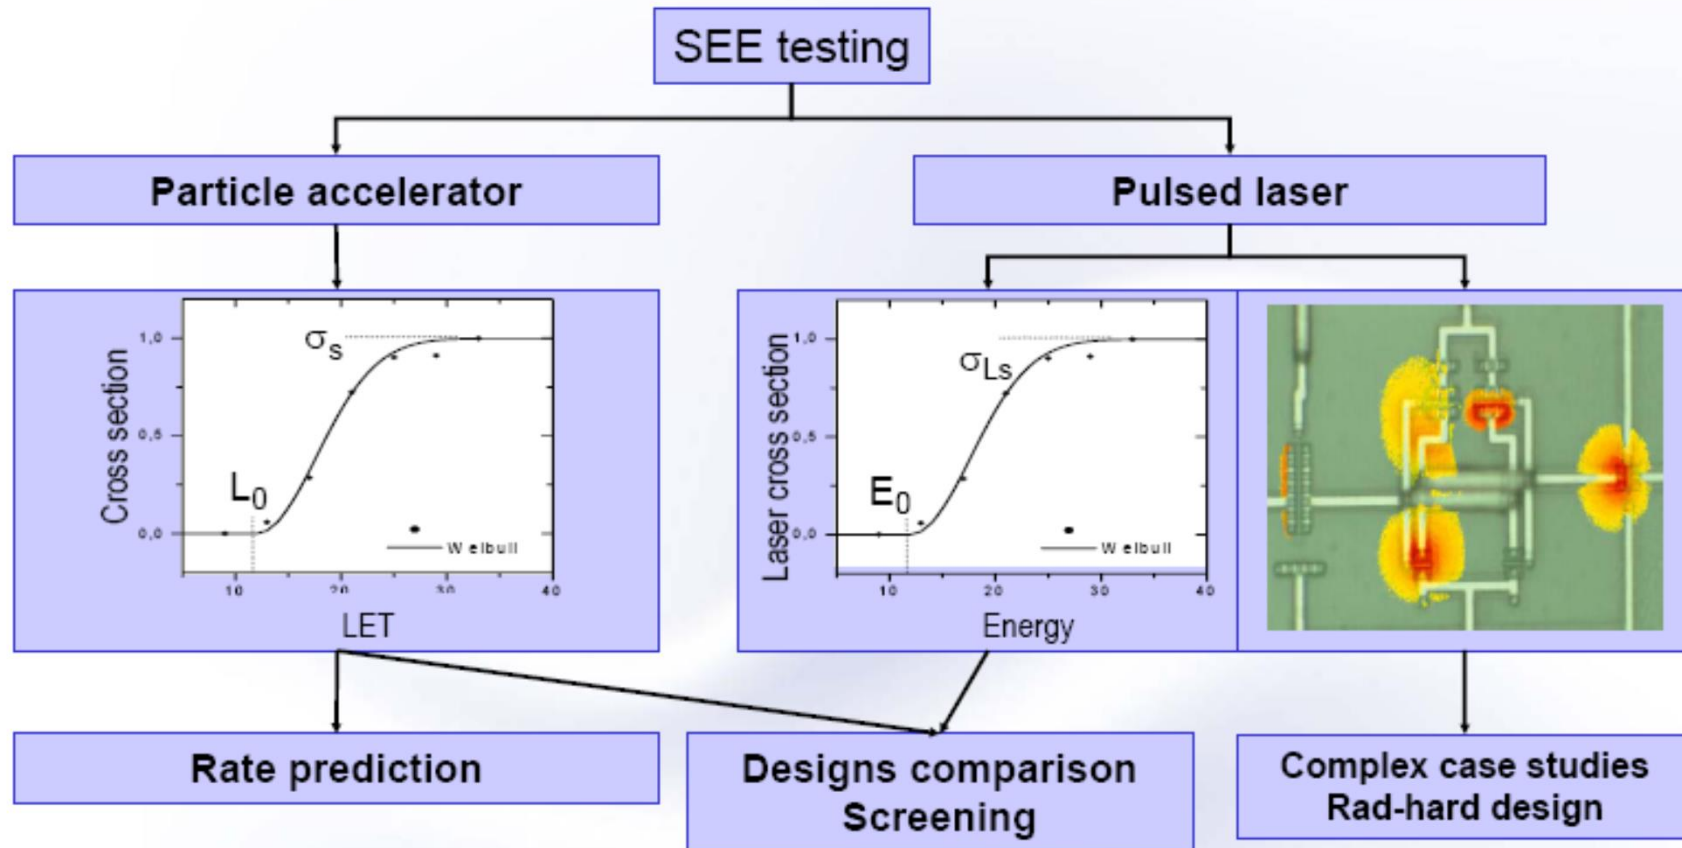 SEE testing
Particle accelerator
Pulsed laser
Cross section
1,0
0,5
0,0
σs
L0
Weibull
10
20
30
40
LET
Laser cross section
1,0
0,5
0,0
σLs
E0
Weibull
10
20
30
40
Energy
Rate prediction
Designs comparison
Screening
Complex case studies
Rad-hard design